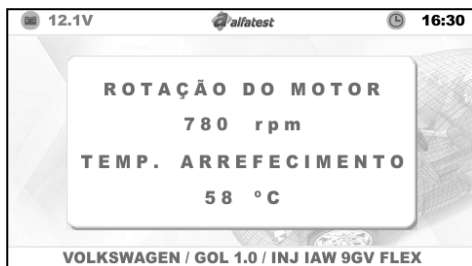 12.1V alfatest 16:30
ROTAÇÃO DO MOTOR
780 rpm
TEMP. ARREFECIMENTO
58 °C
VOLKSWAGEN / GOL 1.0 / INJ IAW 9GV FLEX